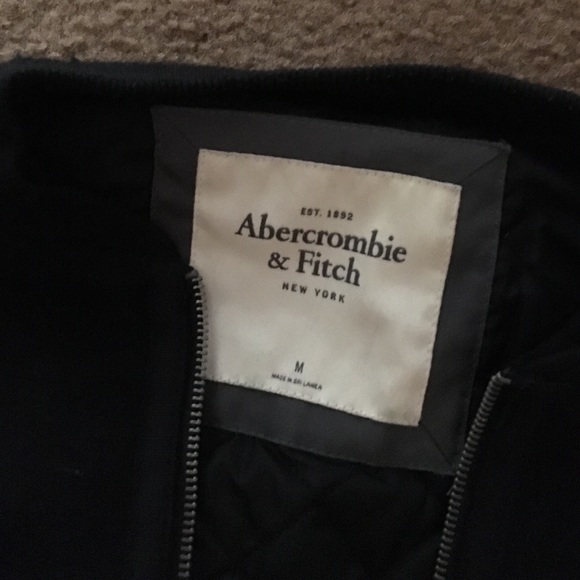 EST. 1892
Abercrombie
& Fitch
NEW YORK
M
MADE IN SRI LANKA